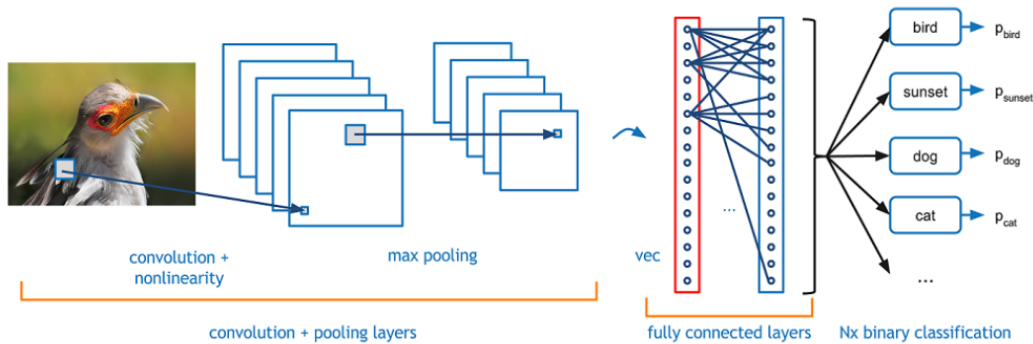 bird
p_bird
sunset
p_sunset
dog
p_dog
cat
p_cat
...
...
convolution +
nonlinearity
max pooling
vec
convolution + pooling layers
fully connected layers
Nx binary classification